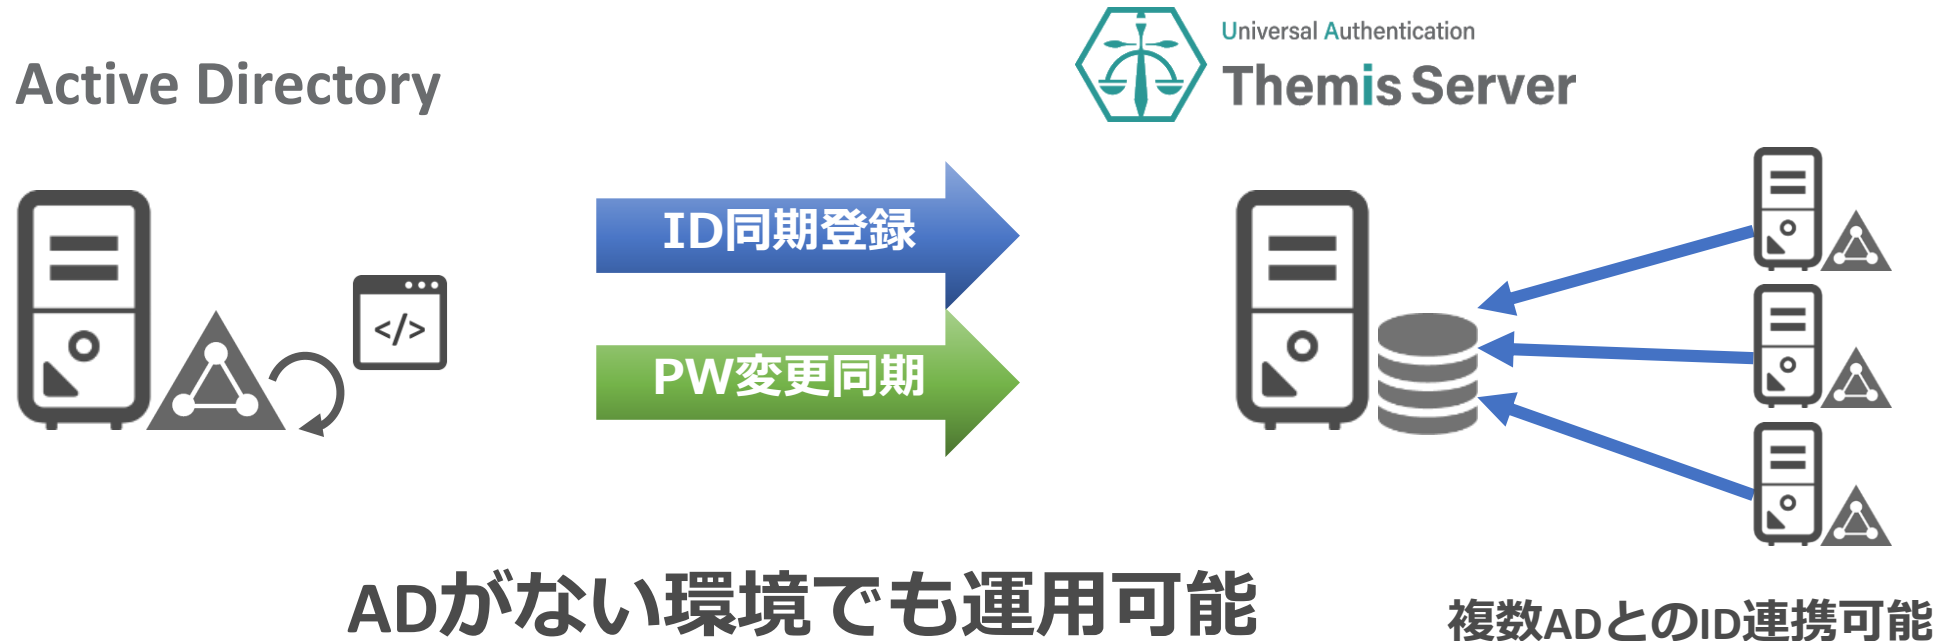 Universal Authentication
Active Directory
Themis Server
ID同期登録
</>
PW変更同期
ADがない環境でも運用可能
複数ADとのID連携可能